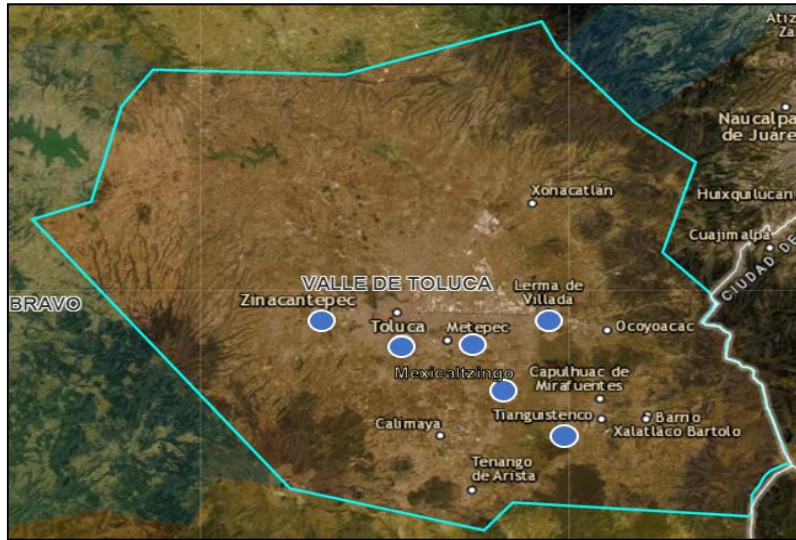 Atiz
Za
Naucalpa
de Juáre
Xonacatlán
Huixquilucan
Cuajimalpa
CIUDAD DE
VALLE DE TOLUCA
BRAVO
Zinacantepec
Lerma de
Villada
Toluca
Metepec
Ocoyoacac
Mexicaltzingo
Capulhuac de
Mirafuentes
Tianguistenco
Barrio
Xalatlaco Bartolo
Calimaya
Tenango
de Arista